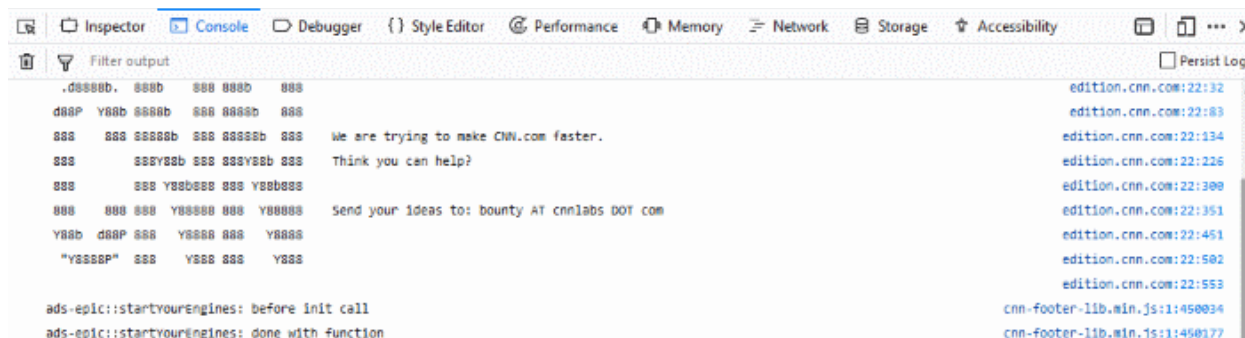 Inspector Console Debugger {} Style Editor Performance Memory Network Storage Accessibility
Filter output Persist Log
.d8888b. 888b 888 888b 888 edition.cnn.com:22:32
d88P Y88b 8888b 888 8888b 888 edition.cnn.com:22:83
888 888 88888b 888 88888b 888 We are trying to make CNN.com faster. edition.cnn.com:22:134
888 888Y88b 888 888Y88b 888 Think you can help? edition.cnn.com:22:226
888 888 Y88b888 888 Y88b888 edition.cnn.com:22:300
888 888 888 Y88888 888 Y88888 Send your ideas to: bounty AT cnnlabs DOT com edition.cnn.com:22:351
Y88b d88P 888 Y8888 888 Y8888 edition.cnn.com:22:451
"Y8888P" 888 Y888 888 Y888 edition.cnn.com:22:502
edition.cnn.com:22:553
ads-epic::startYourEngines: before init call cnn-footer-lib.min.js:1:450034
ads-epic::startYourEngines: done with function cnn-footer-lib.min.js:1:450177